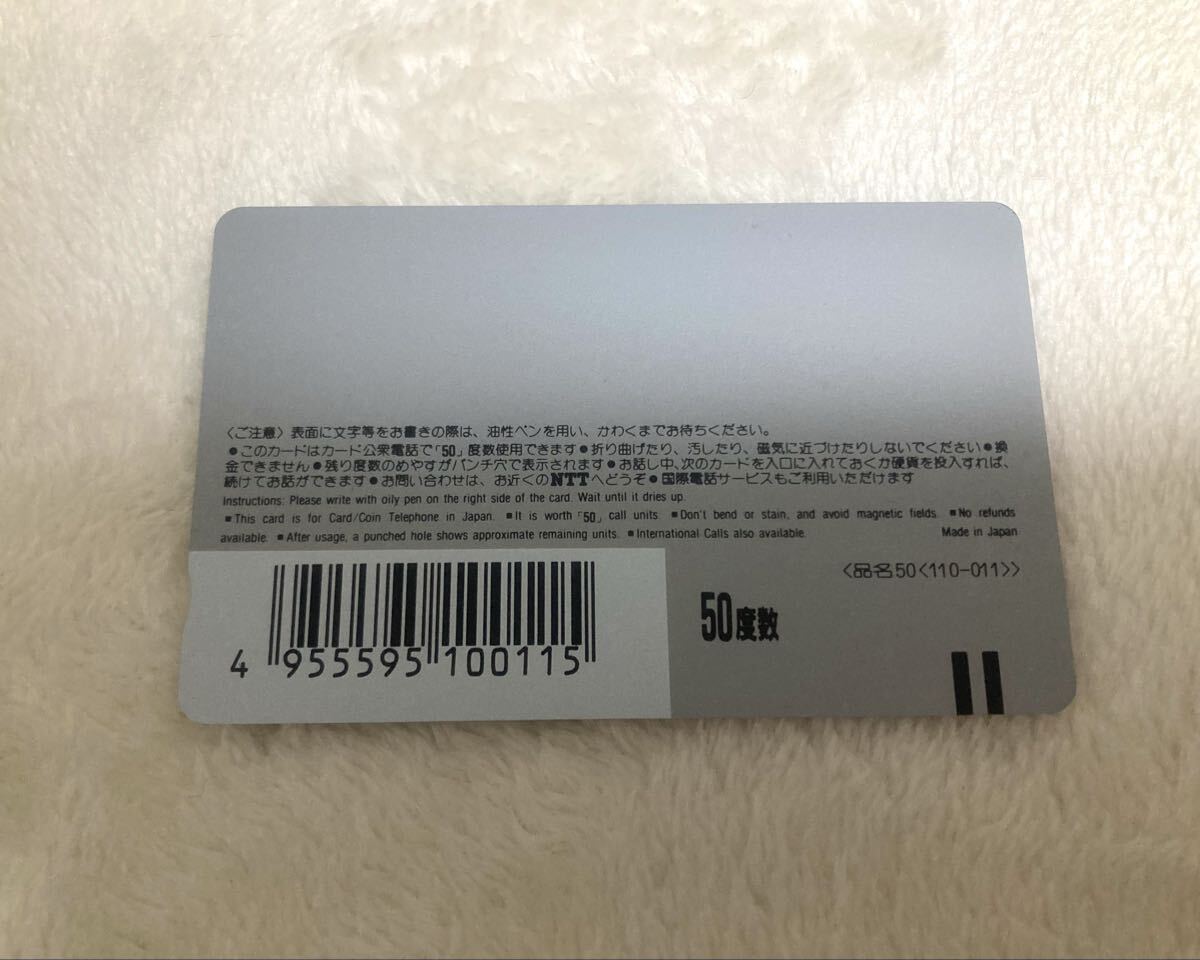 〈ご注意〉表面に文字等をお書きの際は、油性ペンを用い、かわくまでお待ちください。
●このカードはカード公衆電話で「50」度数使用できます●折り曲げたり、汚したり、磁気に近づけたりしないでください●換
金できません●残り度数のめやすがパンチ穴で表示されます●お話し中、次のカードを入口に入れておくか硬貨を投入すれば、
続けてお話ができます●お問い合わせは、お近くのNTTへどうぞ●国際電話サービスもご利用いただけます
Instructions: Please write with oily pen on the right side of the card. Wait until it dries up.
■This card is for Card/Coin Telephone in Japan. ■It is worth「50」call units. ■Don't bend or stain, and avoid magnetic fields. ■No refunds
available. ■After usage, a punched hole shows approximate remaining units. ■International Calls also available. Made in Japan
〈品名50〈110-011〉〉
50度数
4 955595 100115